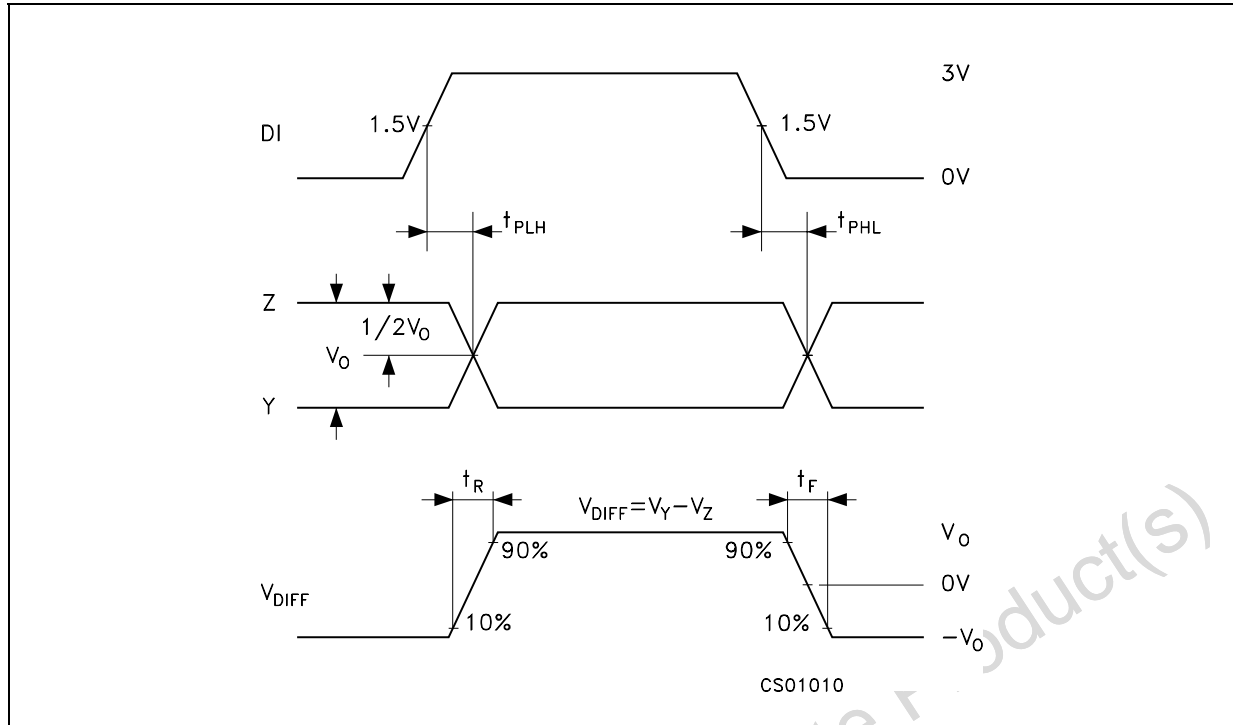 3V
DI
1.5V
1.5V
0V
tPLH
tPHL
Z
1/2VO
VO
Y
tR
tF
VDIFF=VY-VZ
90%
90%
VO
0V
VDIFF
10%
10%
-VO
CS01010